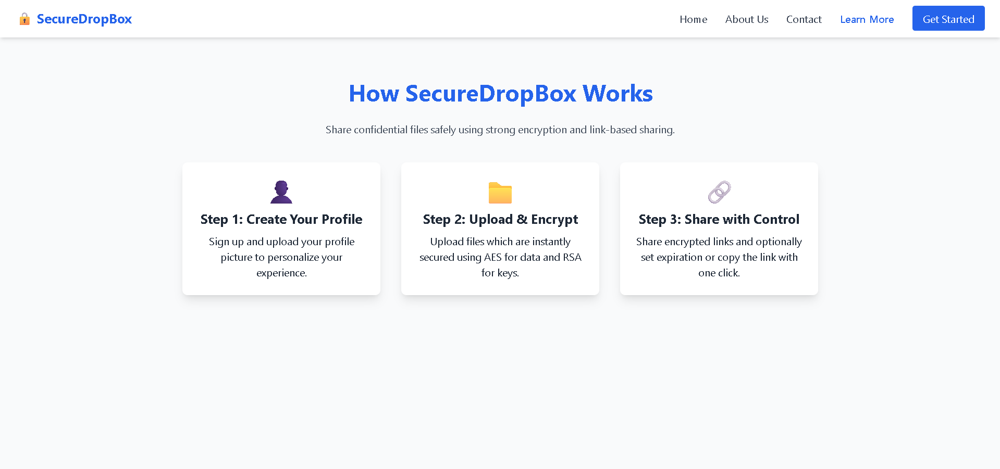 SecureDropBox
Home
About Us
Contact
Learn More
Get Started
How SecureDropBox Works
Share confidential files safely using strong encryption and link-based sharing.
Step 1: Create Your Profile
Sign up and upload your profile
picture to personalize your
experience.
Step 2: Upload & Encrypt
Upload files which are instantly
secured using AES for data and RSA
for keys.
Step 3: Share with Control
Share encrypted links and optionally
set expiration or copy the link with
one click.